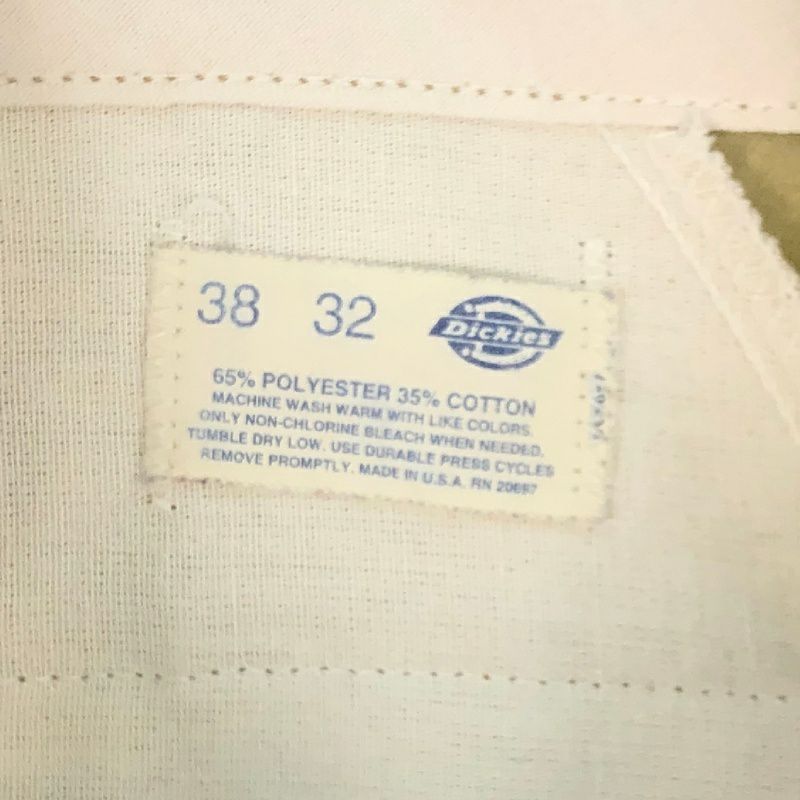 38 32 Dickies
65% POLYESTER 35% COTTON
MACHINE WASH WARM WITH LIKE COLORS.
ONLY NON-CHLORINE BLEACH WHEN NEEDED.
TUMBLE DRY LOW. USE DURABLE PRESS CYCLES
REMOVE PROMPTLY. MADE IN U.S.A. RN 20697